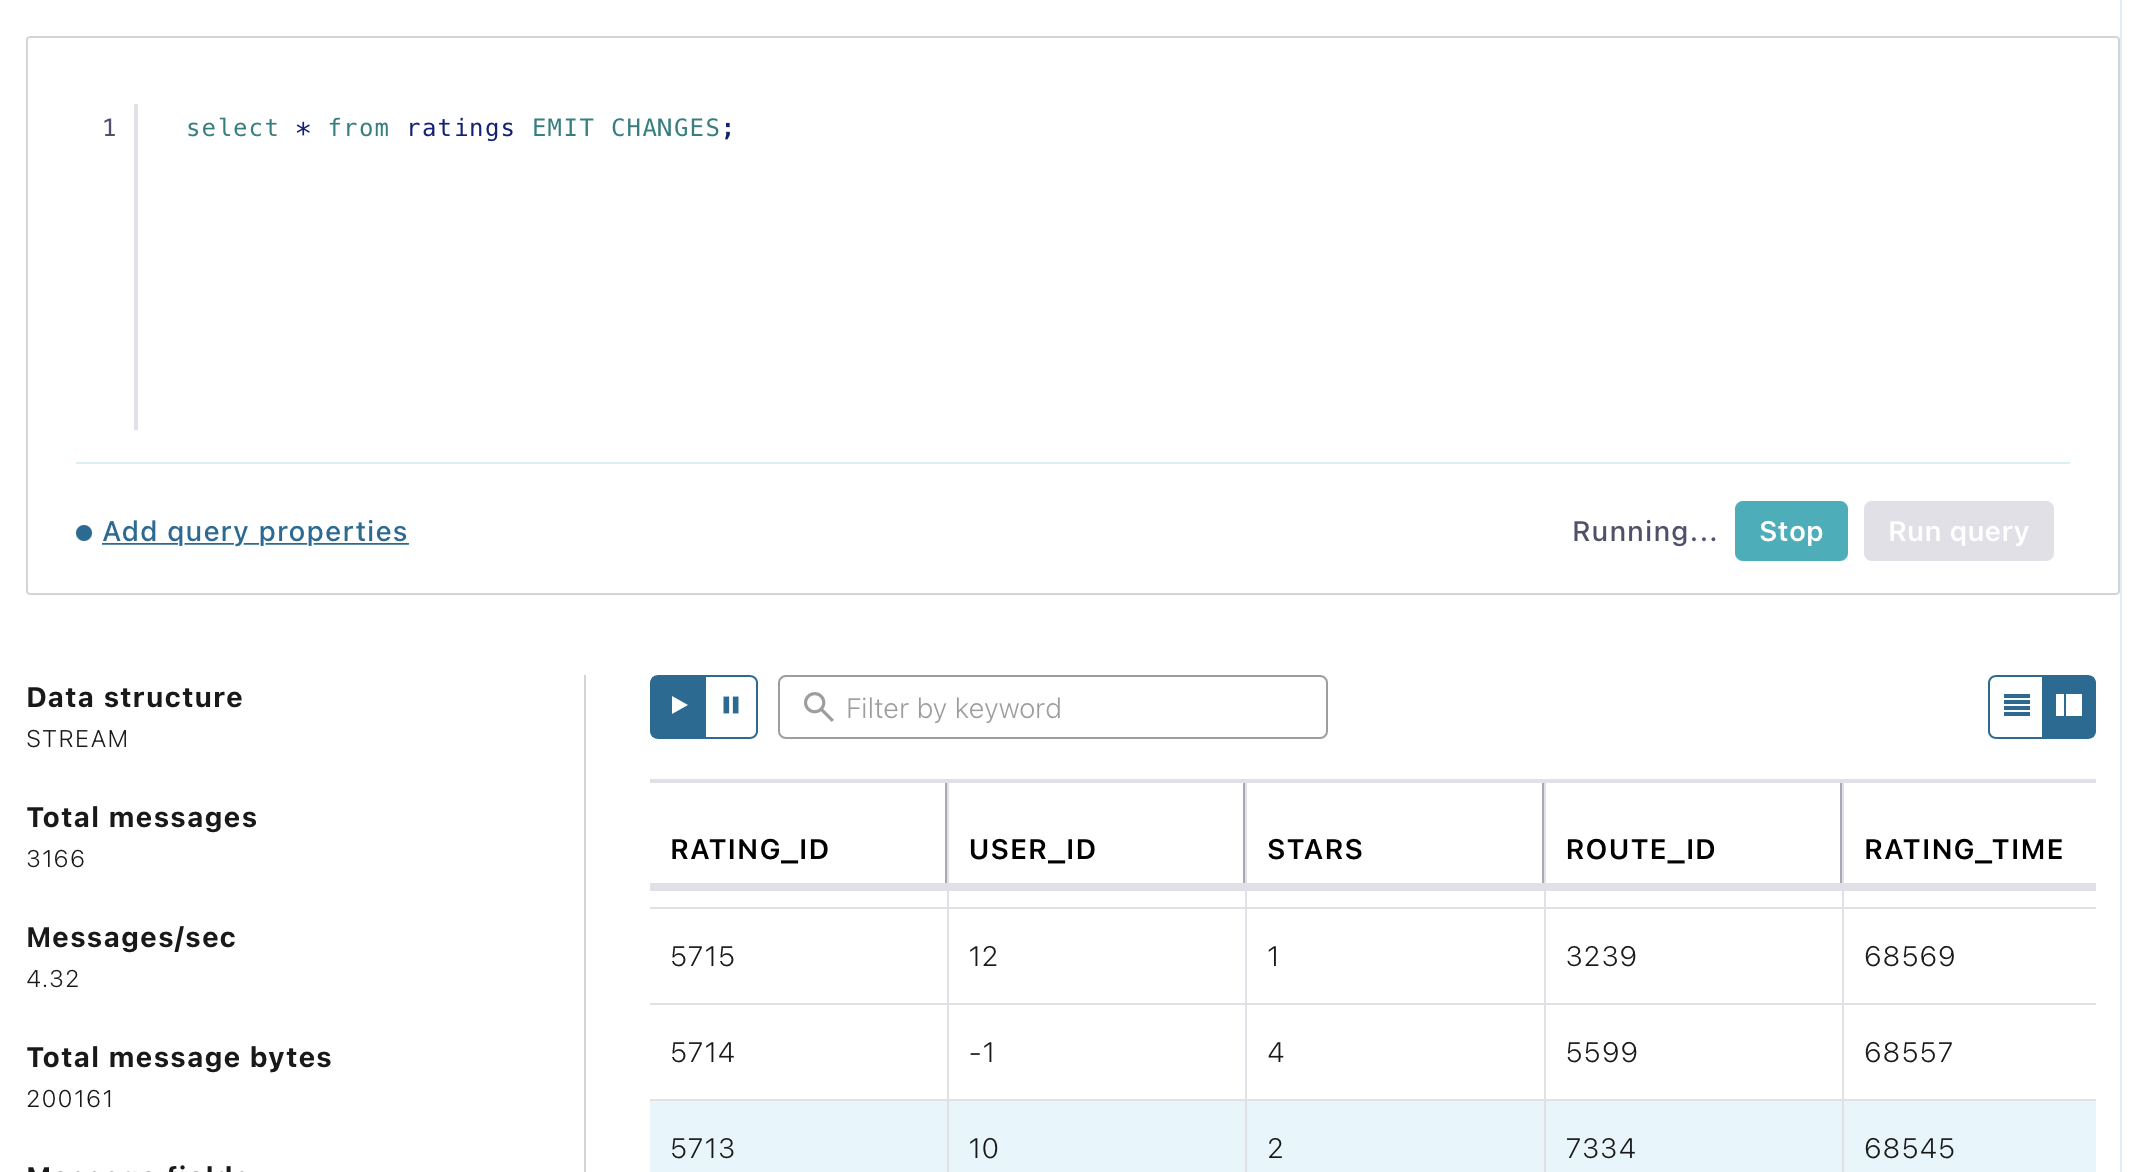 1 select * from ratings EMIT CHANGES;
Add query properties
Running...
Stop
Run query
Data structure
STREAM
Total messages
3166
Messages/sec
4.32
Total message bytes
200161
Filter by keyword
RATING_ID USER_ID STARS ROUTE_ID RATING_TIME
5715 12 1 3239 68569
5714 -1 4 5599 68557
5713 10 2 7334 68545